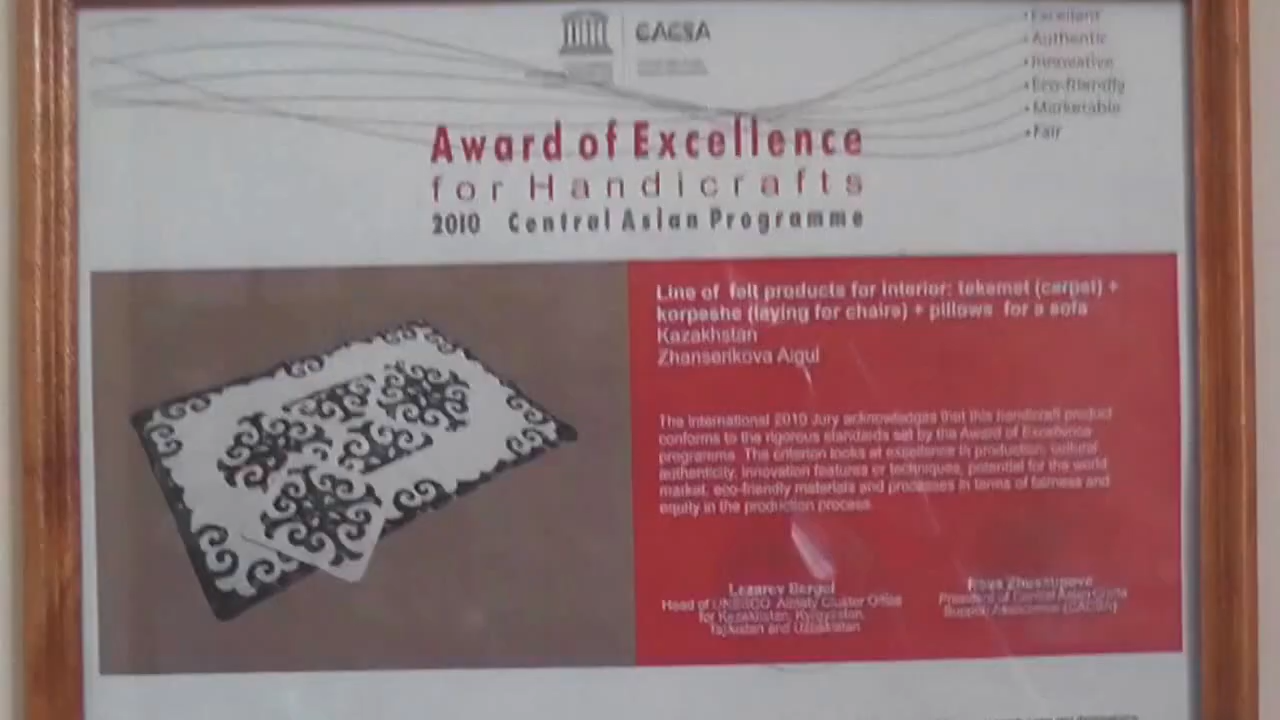 CACSA
• Excellent
• Authentic
• Innovative
• Eco-friendly
• Marketable
• Fair
Award of Excellence
for Handicrafts
2010 Central Asian Programme
Line of felt products for interior: tekemet (carpet) +
korpeshe (laying for chairs) + pillows for a sofa
Kazakhstan
Zhanserikova Aigul
The International 2010 Jury acknowledges that this handicraft product
conforms to the rigorous standards set by the Award of Excellence
programme. The criterion looks at excellence in production, cultural
authenticity, innovation features or techniques, potential for the world
market, eco-friendly materials and processes in terms of fairness and
equity in the production process.
Lazarev Sergei
Head of UNESCO Almaty Cluster Office
for Kazakhstan, Kyrgyzstan,
Tajikistan and Uzbekistan
President of Central Asian Crafts
Support Association (CACSA)